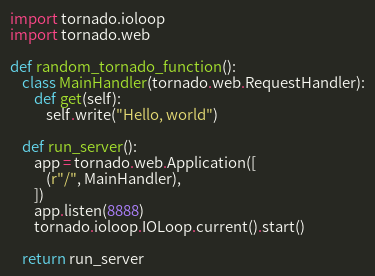 import tornado.ioloop
import tornado.web

def random_tornado_function():
    class MainHandler(tornado.web.RequestHandler):
        def get(self):
            self.write("Hello, world")

    def run_server():
        app = tornado.web.Application([
            (r"/", MainHandler),
        ])
        app.listen(8888)
        tornado.ioloop.IOLoop.current().start()

    return run_server